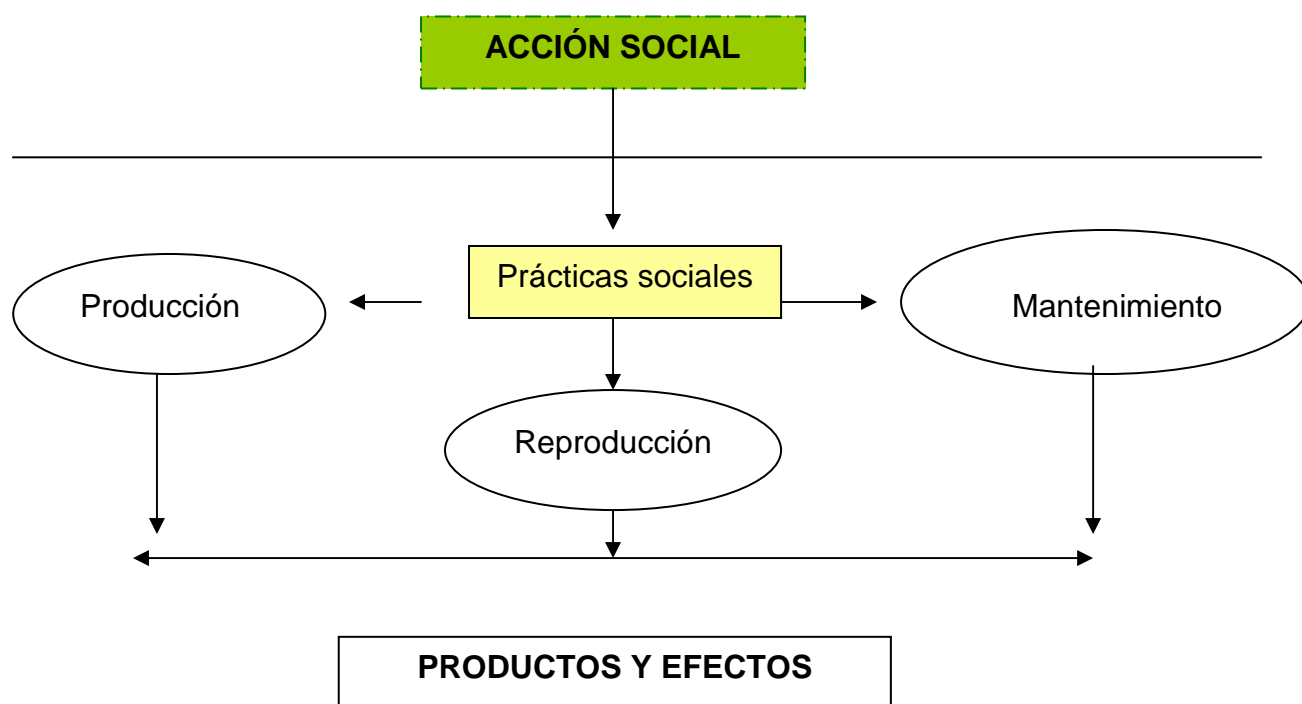 ACCIÓN SOCIAL
Prácticas sociales
Producción
Mantenimiento
Reproducción
PRODUCTOS Y EFECTOS